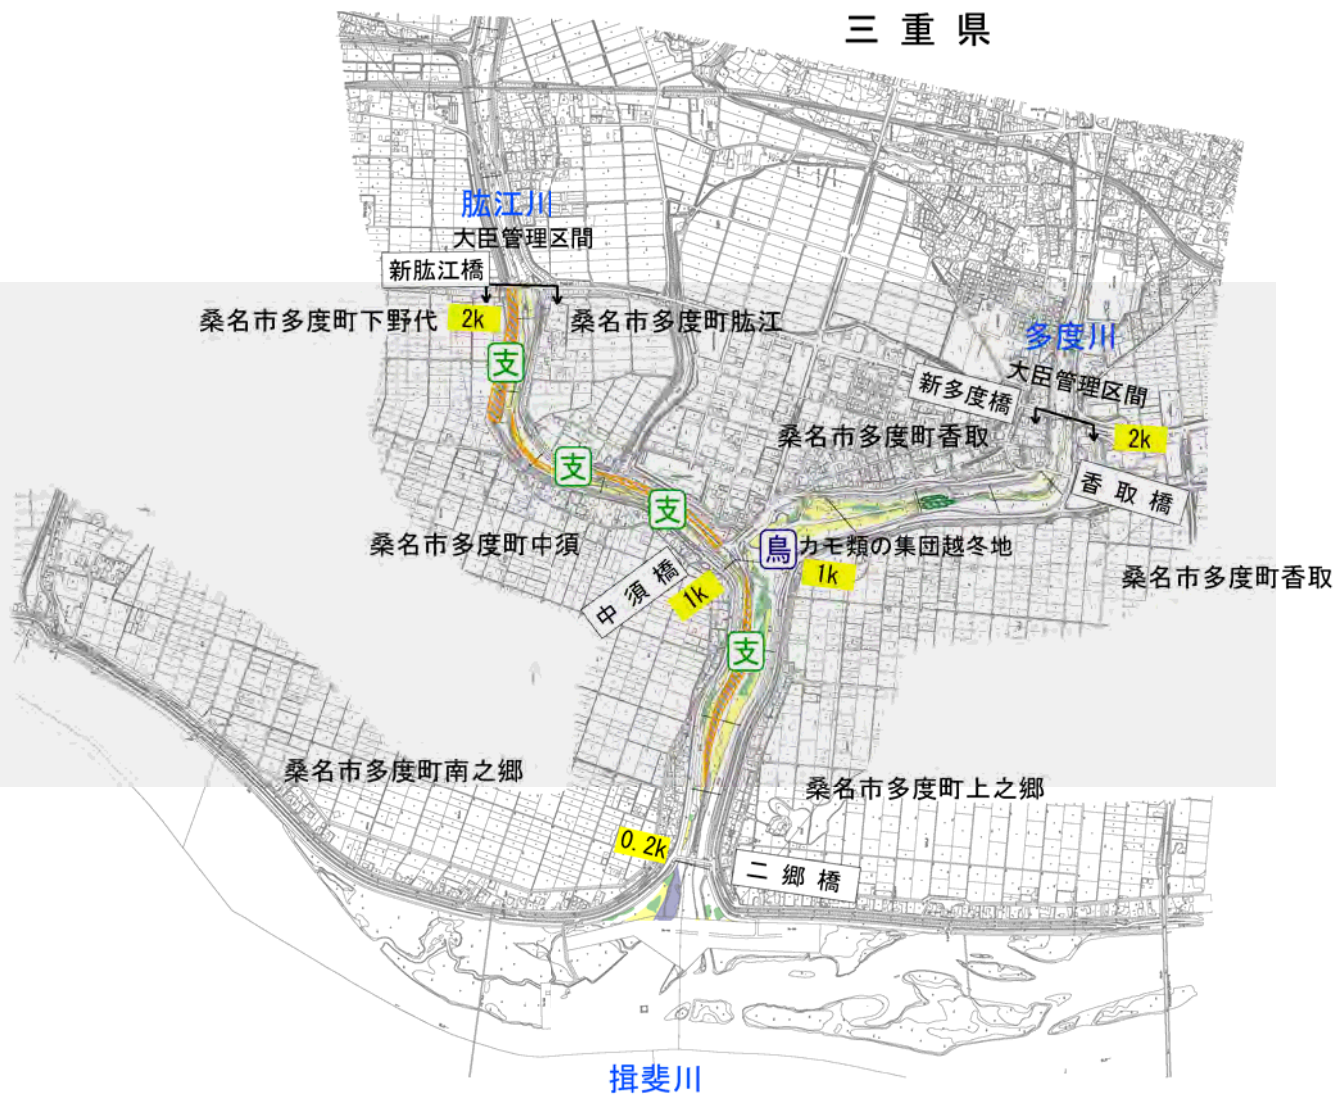 三重県
肱江川
大臣管理区間
新肱江橋
桑名市多度町下野代
2k
桑名市多度町肱江
多度川
大臣管理区間
新多度橋
2k
支
桑名市多度町香取
支
香取橋
支
桑名市多度町中須
鳥
カモ類の集団越冬地
1k
桑名市多度町香取
中須橋
1k
支
桑名市多度町南之郷
桑名市多度町上之郷
0.2k
二郷橋
揖斐川